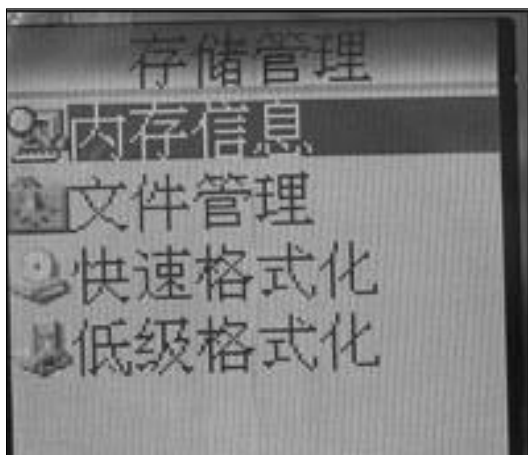 存储管理
内存信息
文件管理
快速格式化
低级格式化